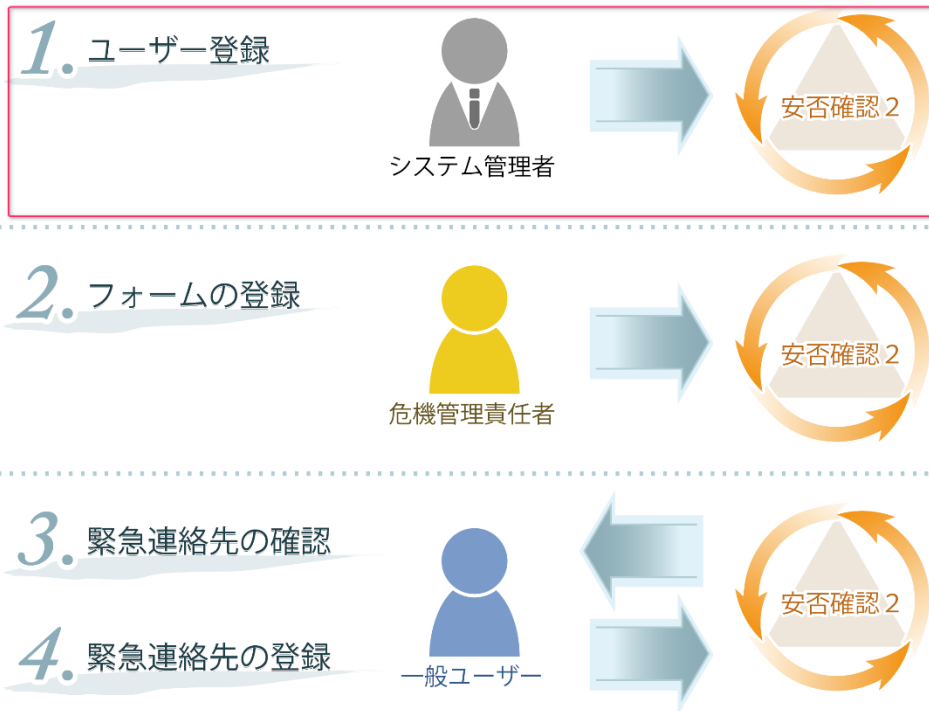 1. ユーザー登録
システム管理者
安否確認2
2. フォームの登録
危機管理責任者
安否確認2
3. 緊急連絡先の確認
4. 緊急連絡先の登録
一般ユーザー
安否確認2